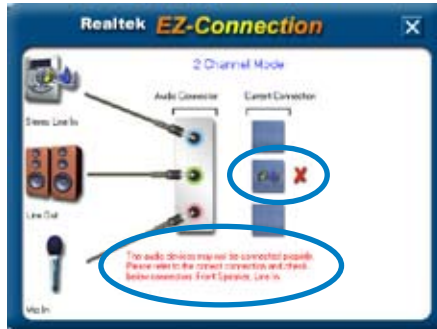 Realtek EZ-Connection
2 Channel Mode
Audio Connector Current Connection
Stereo Line In
Line Out
Mic In
The audio devices may not be connected properly.
Please refer to the correct connection and check
below connectors: Front Speaker, Line In